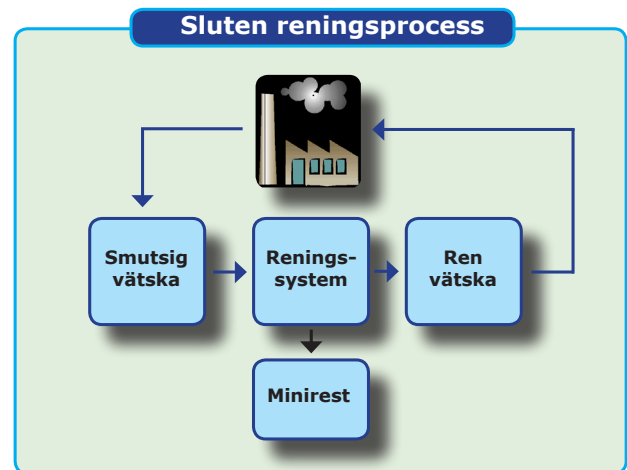 Sluten reningsprocess
Smutsig
vätska
Renings-
system
Ren
vätska
Minirest